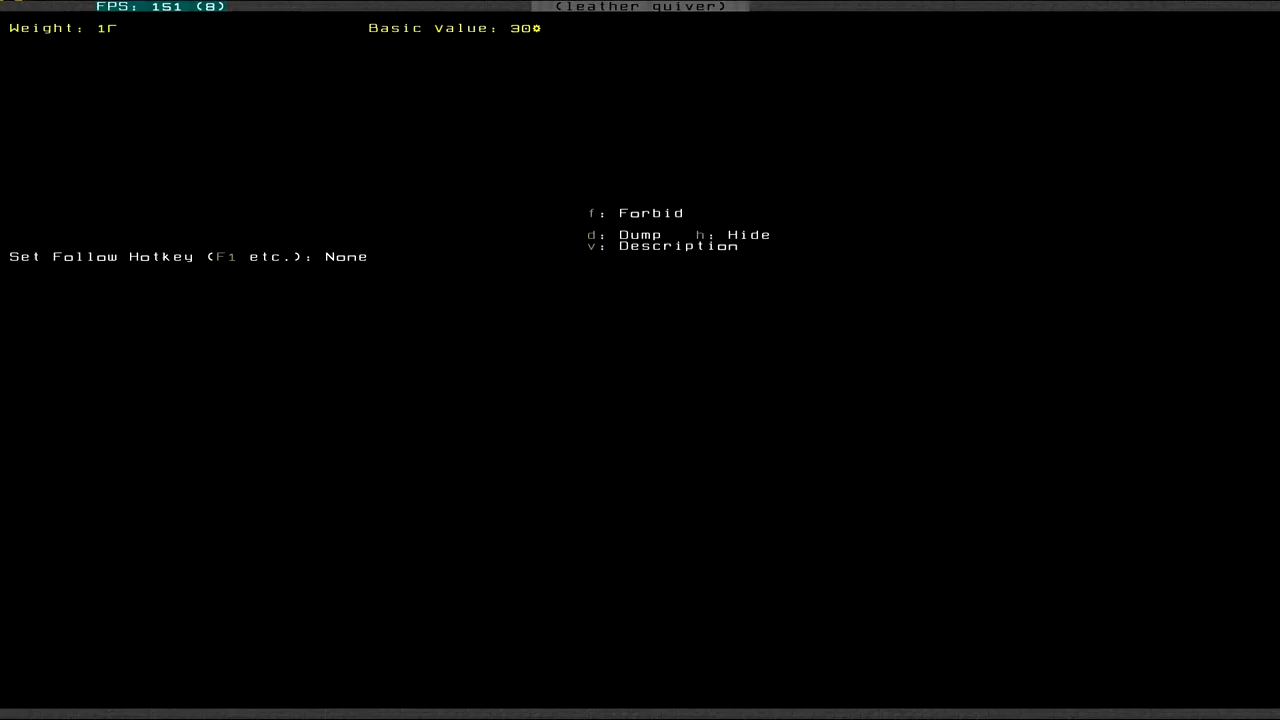 FPS: 151 (8)
(leather quiver)
Weight: 1Γ
Basic Value: 30☼
f: Forbid
d: Dump h: Hide
v: Description
Set Follow Hotkey (F1 etc.): None